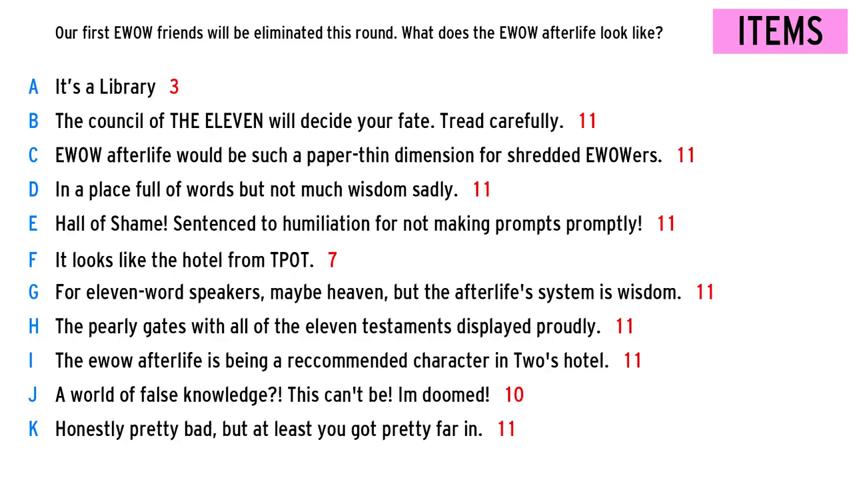 Our first EWOW friends will be eliminated this round. What does the EWOW afterlife look like?
ITEMS
A It's a Library 3
B The council of THE ELEVEN will decide your fate. Tread carefully. 11
C EWOW afterlife would be such a paper-thin dimension for shredded EWOWers. 11
D In a place full of words but not much wisdom sadly. 11
E Hall of Shame! Sentenced to humiliation for not making prompts promptly! 11
F It looks like the hotel from TPOT. 7
G For eleven-word speakers, maybe heaven, but the afterlife's system is wisdom. 11
H The pearly gates with all of the eleven testaments displayed proudly. 11
I The ewow afterlife is being a reccommended character in Two's hotel. 11
J A world of false knowledge?! This can't be! Im doomed! 10
K Honestly pretty bad, but at least you got pretty far in. 11